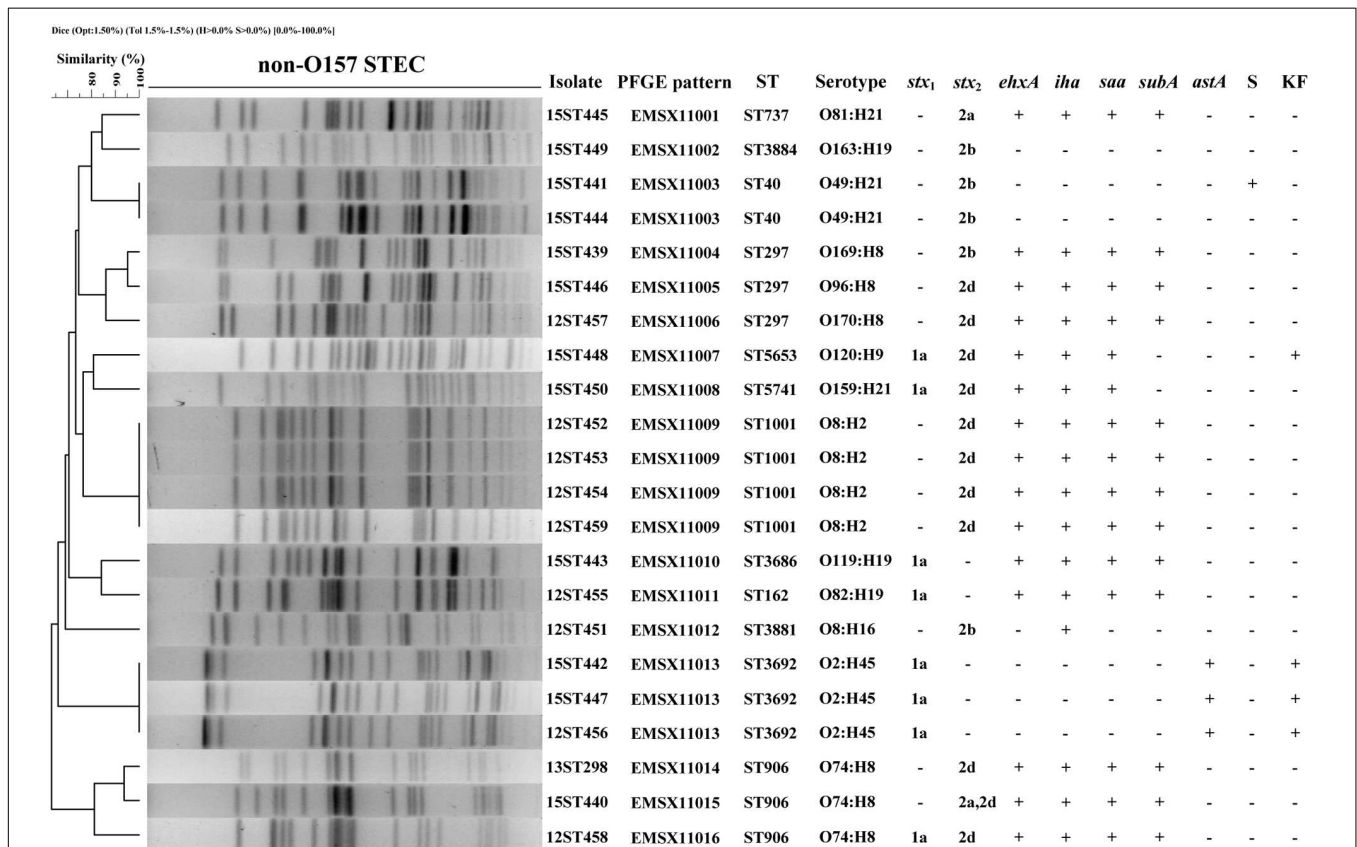 Dice (Opt:1.50%) (Tol 1.5%-1.5%) (H>0.0% S>0.0%) [0.0%-100.0%]
Similarity (%)
80 90 100
non-O157 STEC
Isolate PFGE pattern ST Serotype stx1 stx2 ehxA iha saa subA astA S KF
15ST445 EMSX11001 ST737 O81:H21 - 2a + + + + - - -
15ST449 EMSX11002 ST3884 O163:H19 - 2b - - - - - - -
15ST441 EMSX11003 ST40 O49:H21 - 2b - - - - - + -
15ST444 EMSX11003 ST40 O49:H21 - 2b - - - - - - -
15ST439 EMSX11004 ST297 O169:H8 - 2b + + + + - - -
15ST446 EMSX11005 ST297 O96:H8 - 2d + + + + - - -
12ST457 EMSX11006 ST297 O170:H8 - 2d + + + + - - -
15ST448 EMSX11007 ST5653 O120:H9 1a 2d + + + - - - +
15ST450 EMSX11008 ST5741 O159:H21 1a 2d + + + - - - -
12ST452 EMSX11009 ST1001 O8:H2 - 2d + + + + - - -
12ST453 EMSX11009 ST1001 O8:H2 - 2d + + + + - - -
12ST454 EMSX11009 ST1001 O8:H2 - 2d + + + + - - -
12ST459 EMSX11009 ST1001 O8:H2 - 2d + + + + - - -
15ST443 EMSX11010 ST3686 O119:H19 1a - + + + + - - -
12ST455 EMSX11011 ST162 O82:H19 1a - + + + + - - -
12ST451 EMSX11012 ST3881 O8:H16 - 2b - + - - - - -
15ST442 EMSX11013 ST3692 O2:H45 1a - - - - - + - +
15ST447 EMSX11013 ST3692 O2:H45 1a - - - - - + - +
12ST456 EMSX11013 ST3692 O2:H45 1a - - - - - + - +
13ST298 EMSX11014 ST906 O74:H8 - 2d + + + + - - -
15ST440 EMSX11015 ST906 O74:H8 - 2a,2d + + + + - - -
12ST458 EMSX11016 ST906 O74:H8 1a 2d + + + + - - -